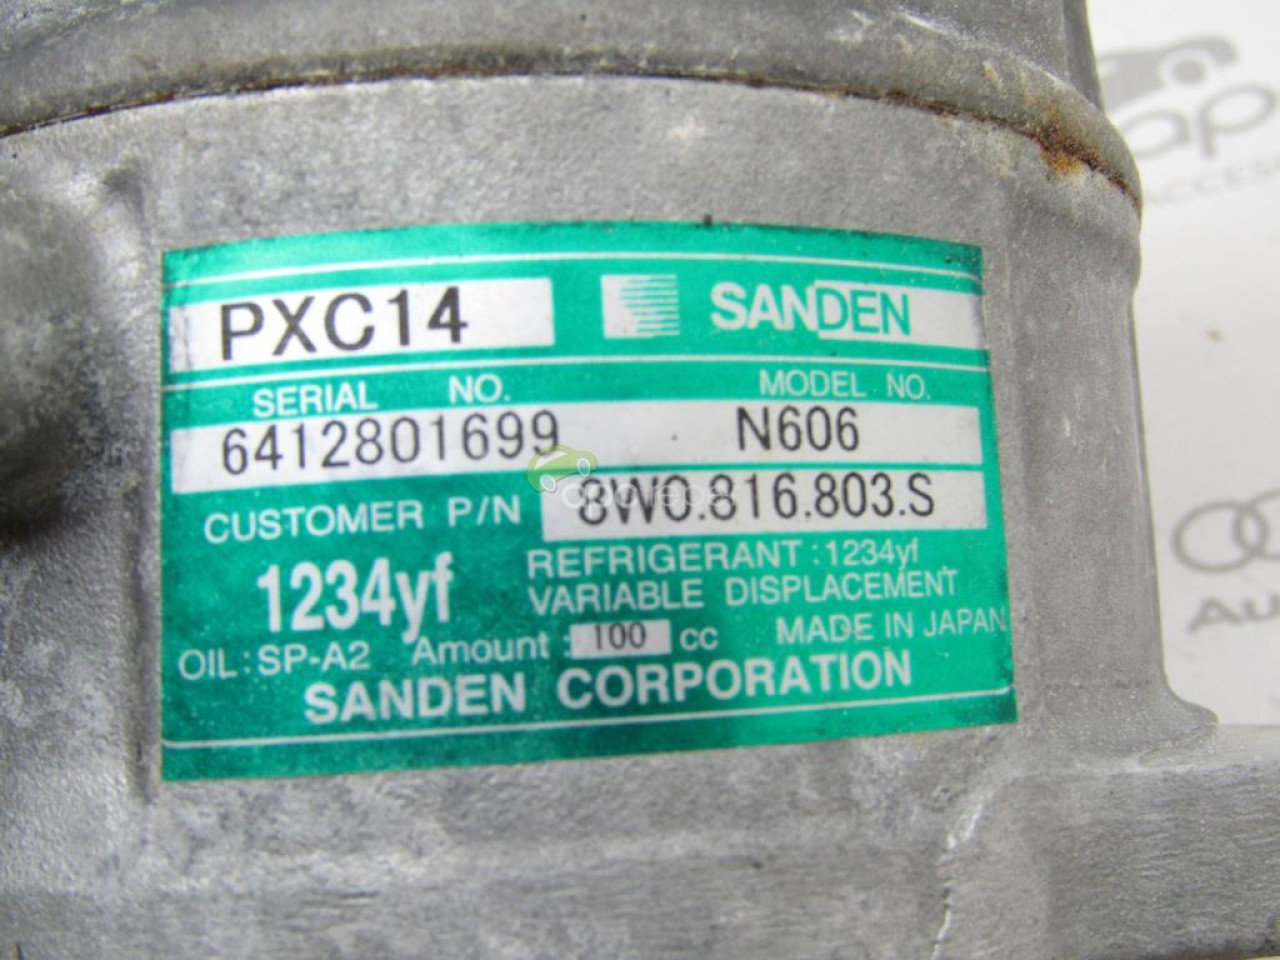 PXC14 SANDEN
SERIAL NO. MODEL NO.
6412801699 N606
CUSTOMER P/N 8W0.816.803.S
1234yf REFRIGERANT : 1234yf
VARIABLE DISPLACEMENT
OIL : SP-A2 Amount : 100 cc MADE IN JAPAN
SANDEN CORPORATION